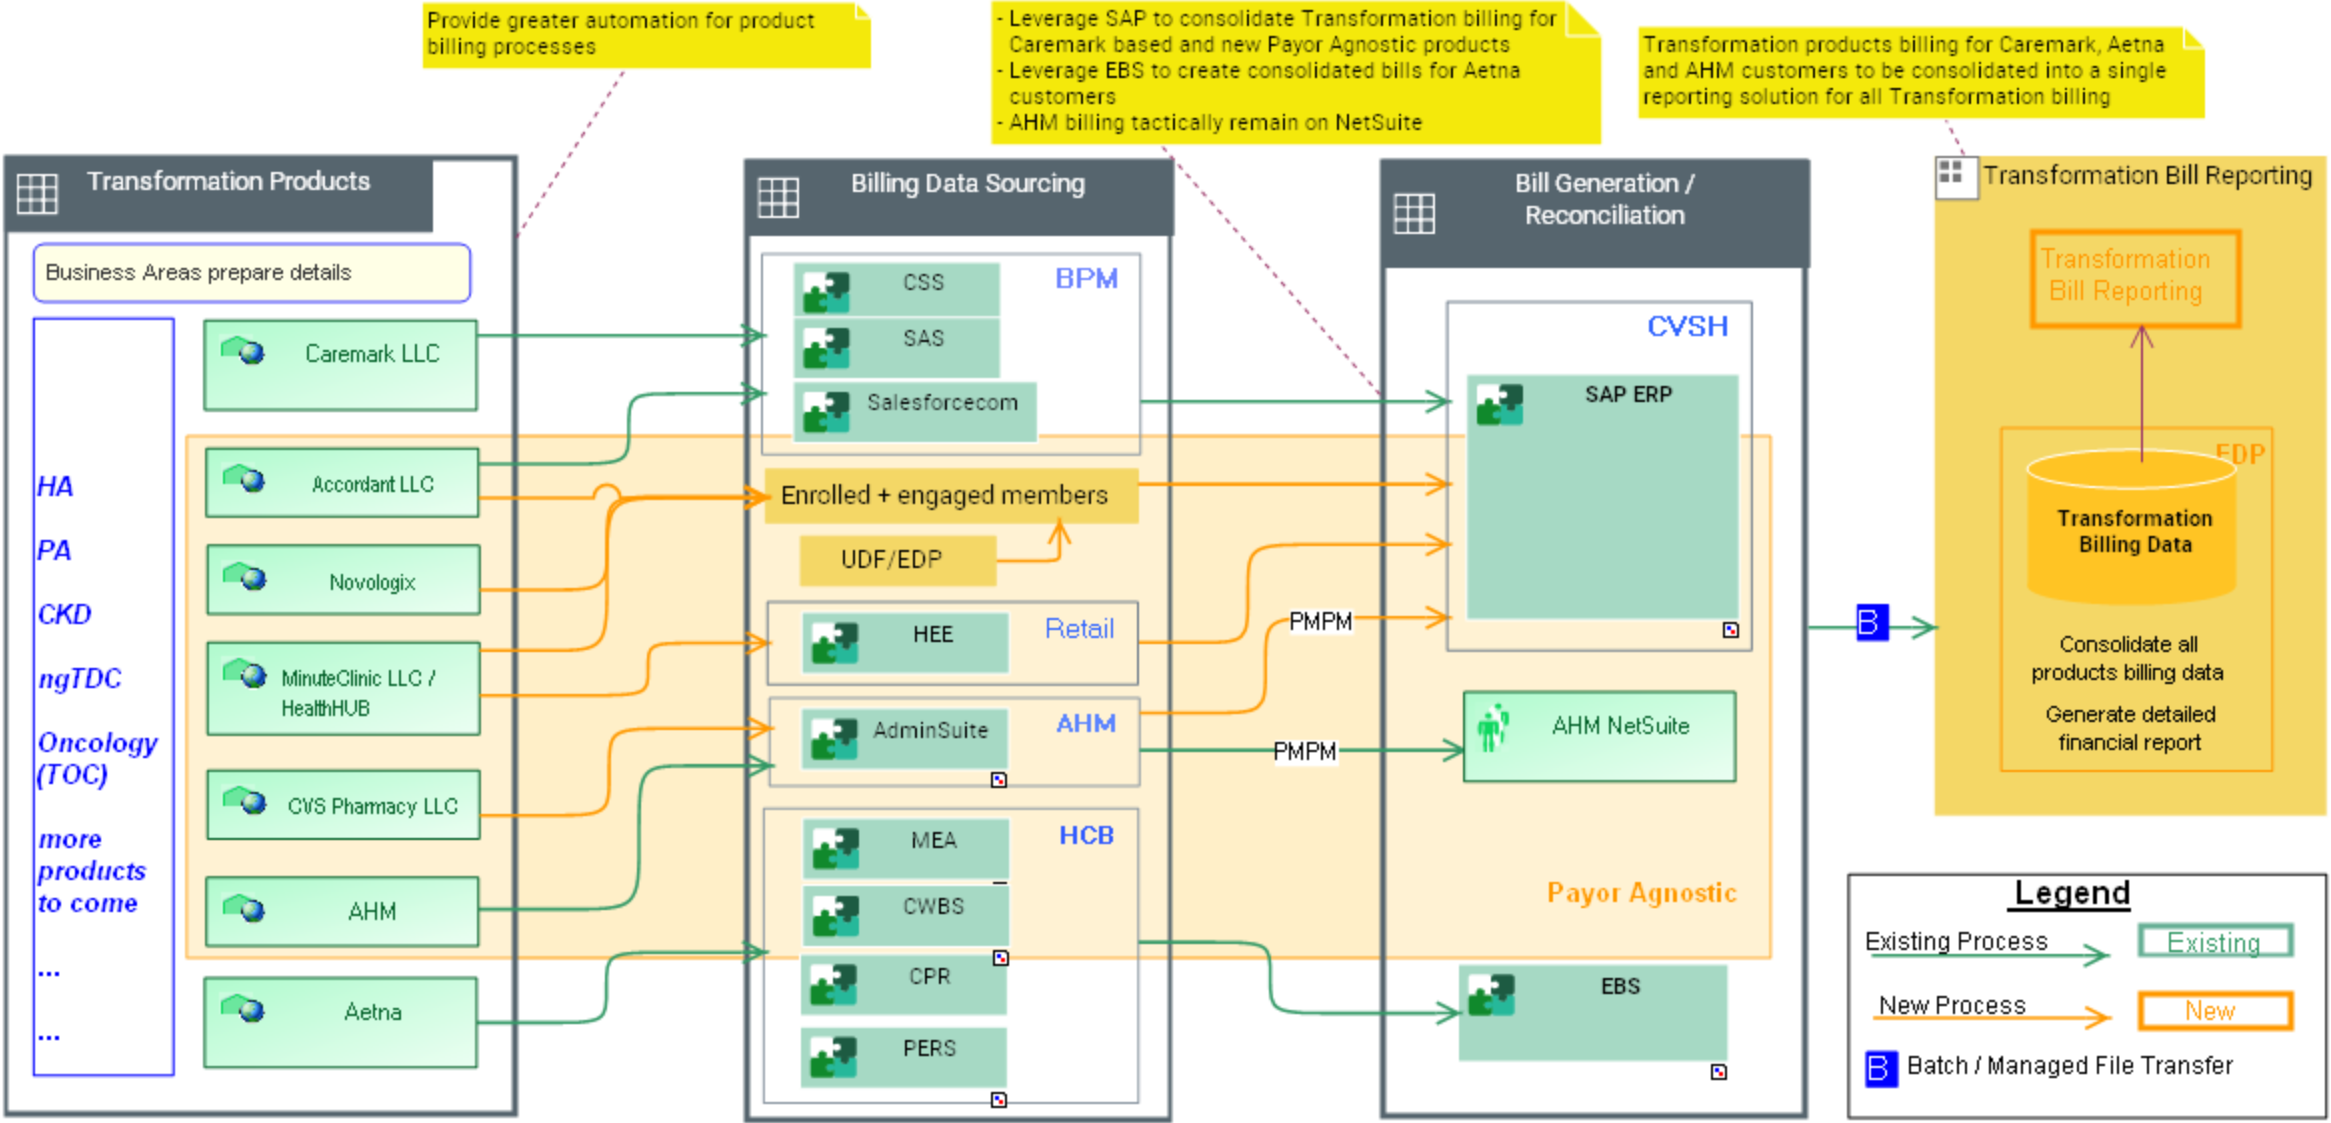 Provide greater automation for product
billing processes
- Leverage SAP to consolidate Transformation billing for
Caremark based and new Payor Agnostic products
- Leverage EBS to create consolidated bills for Aetna
customers
- AHM billing tactically remain on NetSuite
Transformation products billing for Caremark, Aetna
and AHM customers to be consolidated into a single
reporting solution for all Transformation billing
Transformation Products
Business Areas prepare details
HA
PA
CKD
ngTDC
Oncology
(TOC)
more
products
to come
...
...
Caremark LLC
Accordant LLC
Novologix
MinuteClinic LLC /
HealthHUB
CVS Pharmacy LLC
AHM
Aetna
Billing Data Sourcing
BPM
CSS
SAS
Salesforcecom
Enrolled + engaged members
UDF/EDP
HEE
Retail
AdminSuite
AHM
HCB
MEA
CWBS
CPR
PERS
PMPM
PMPM
Bill Generation /
Reconciliation
CVSH
SAP ERP
AHM NetSuite
Payor Agnostic
EBS
B
Transformation Bill Reporting
Transformation
Bill Reporting
EDP
Transformation
Billing Data
Consolidate all
products billing data
Generate detailed
financial report
Legend
Existing Process
Existing
New Process
New
B Batch / Managed File Transfer